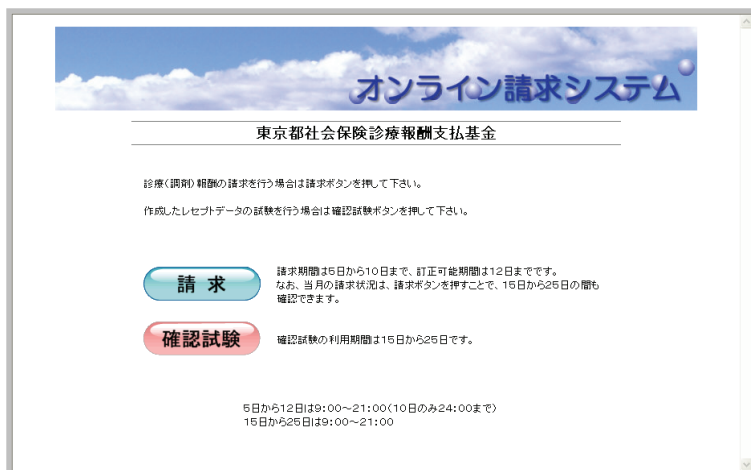 オンライン請求システム
東京都社会保険診療報酬支払基金
診療(調剤)報酬の請求を行う場合は請求ボタンを押して下さい。
作成したレセプトデータの試験を行う場合は確認試験ボタンを押して下さい。
請 求
請求期間は5日から10日まで、訂正可能期間は12日までです。
なお、当月の請求状況は、請求ボタンを押すことで、15日から25日の間も
確認できます。
確認試験
確認試験の利用期間は15日から25日です。
5日から12日は9:00~21:00(10日のみ24:00まで)
15日から25日は9:00~21:00